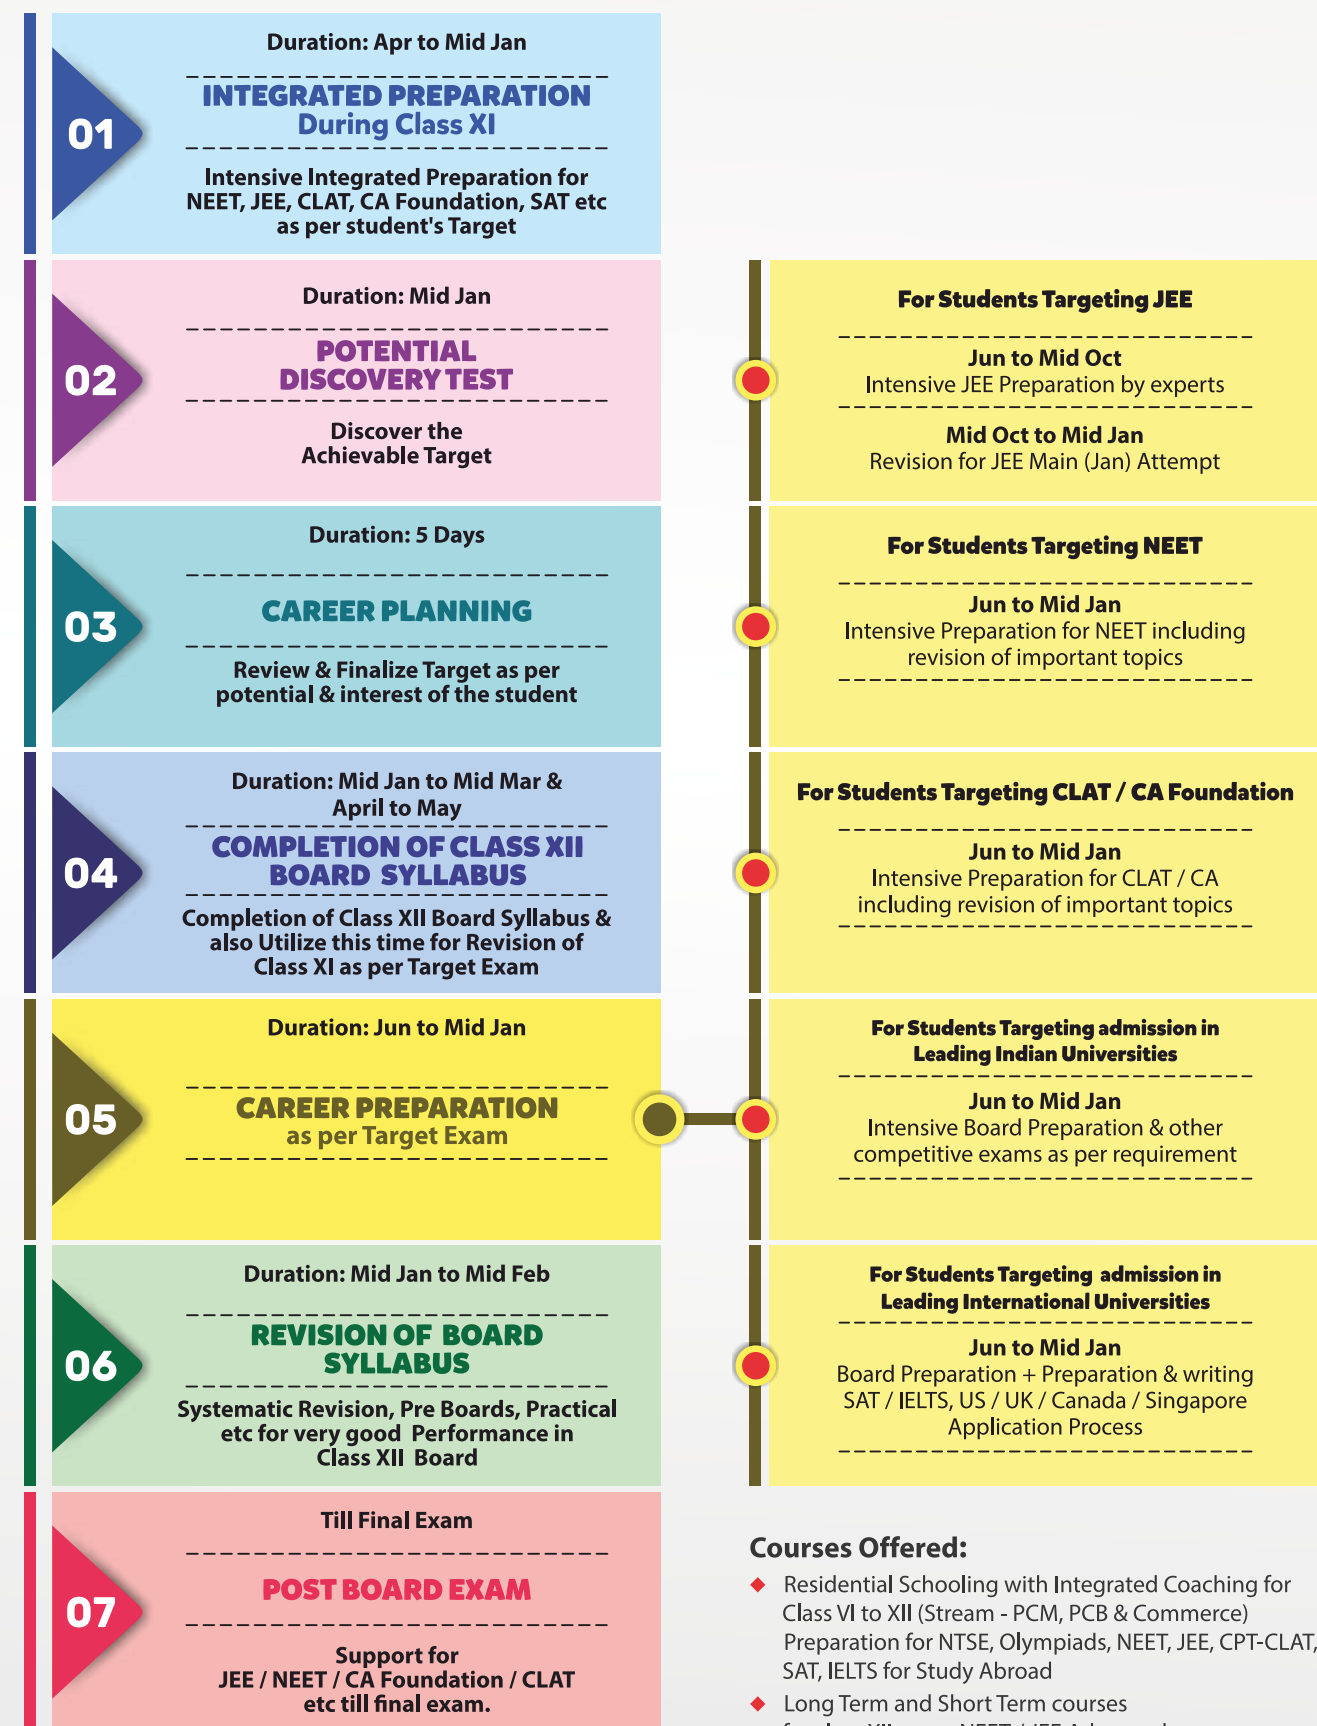 Duration: Apr to Mid Jan
INTEGRATED PREPARATION
During Class XI
01
Intensive Integrated Preparation for
NEET, JEE, CLAT, CA Foundation, SAT etc
as per student's Target
Duration: Mid Jan
POTENTIAL
DISCOVERY TEST
02
Discover the
Achievable Target
Duration: 5 Days
03
CAREER PLANNING
Review & Finalize Target as per
potential & interest of the student
Duration: Mid Jan to Mid Mar &
April to May
COMPLETION OF CLASS XII
BOARD SYLLABUS
04
Completion of Class XII Board Syllabus &
also Utilize this time for Revision of
Class XI as per Target Exam
Duration: Jun to Mid Jan
05
CAREER PREPARATION
as per Target Exam
Duration: Mid Jan to Mid Feb
REVISION OF BOARD
SYLLABUS
06
Systematic Revision, Pre Boards, Practical
etc for very good Performance in
Class XII Board
Till Final Exam
07
POST BOARD EXAM
Support for
JEE / NEET / CA Foundation / CLAT
etc till final exam.
For Students Targeting JEE
Jun to Mid Oct
Intensive JEE Preparation by experts
Mid Oct to Mid Jan
Revision for JEE Main (Jan) Attempt
For Students Targeting NEET
Jun to Mid Jan
Intensive Preparation for NEET including
revision of important topics
For Students Targeting CLAT / CA Foundation
Jun to Mid Jan
Intensive Preparation for CLAT / CA
including revision of important topics
For Students Targeting admission in
Leading Indian Universities
Jun to Mid Jan
Intensive Board Preparation & other
competitive exams as per requirement
For Students Targeting admission in
Leading International Universities
Jun to Mid Jan
Board Preparation + Preparation & writing
SAT / IELTS, US / UK / Canada / Singapore
Application Process
Courses Offered:
Residential Schooling with Integrated Coaching for
Class VI to XII (Stream - PCM, PCB & Commerce)
Preparation for NTSE, Olympiads, NEET, JEE, CPT-CLAT,
SAT, IELTS for Study Abroad
Long Term and Short Term courses